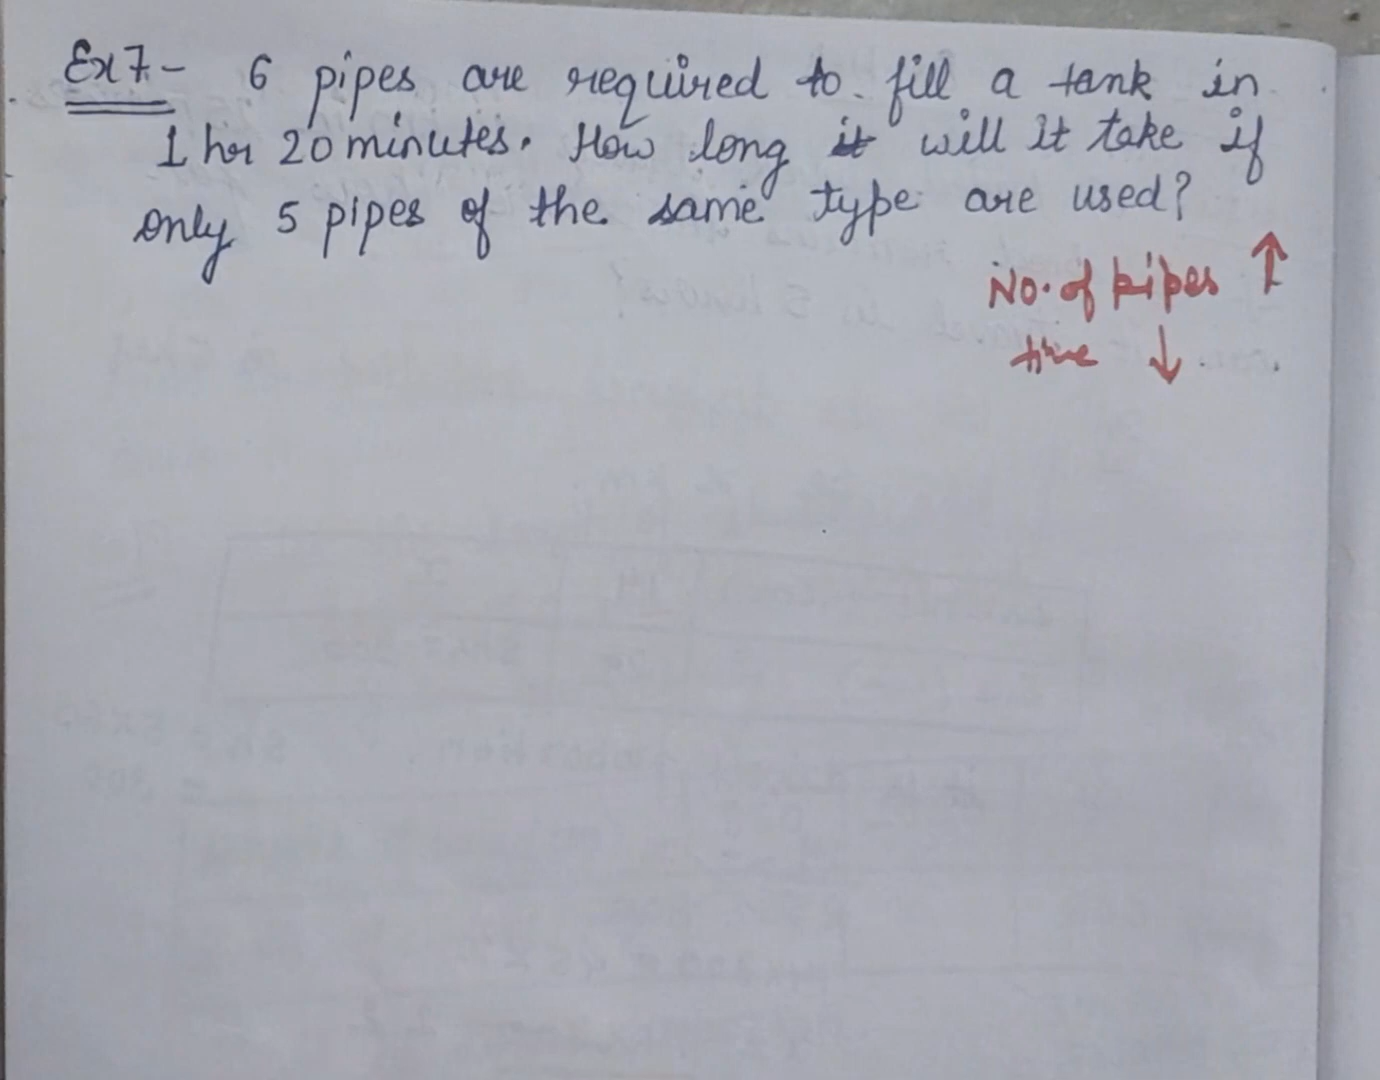 Ex7- 6 pipes are required to fill a tank in
1 hr 20 minutes. How long it will it take if
only 5 pipes of the same type are used?
No. of pipes ↑
time ↓